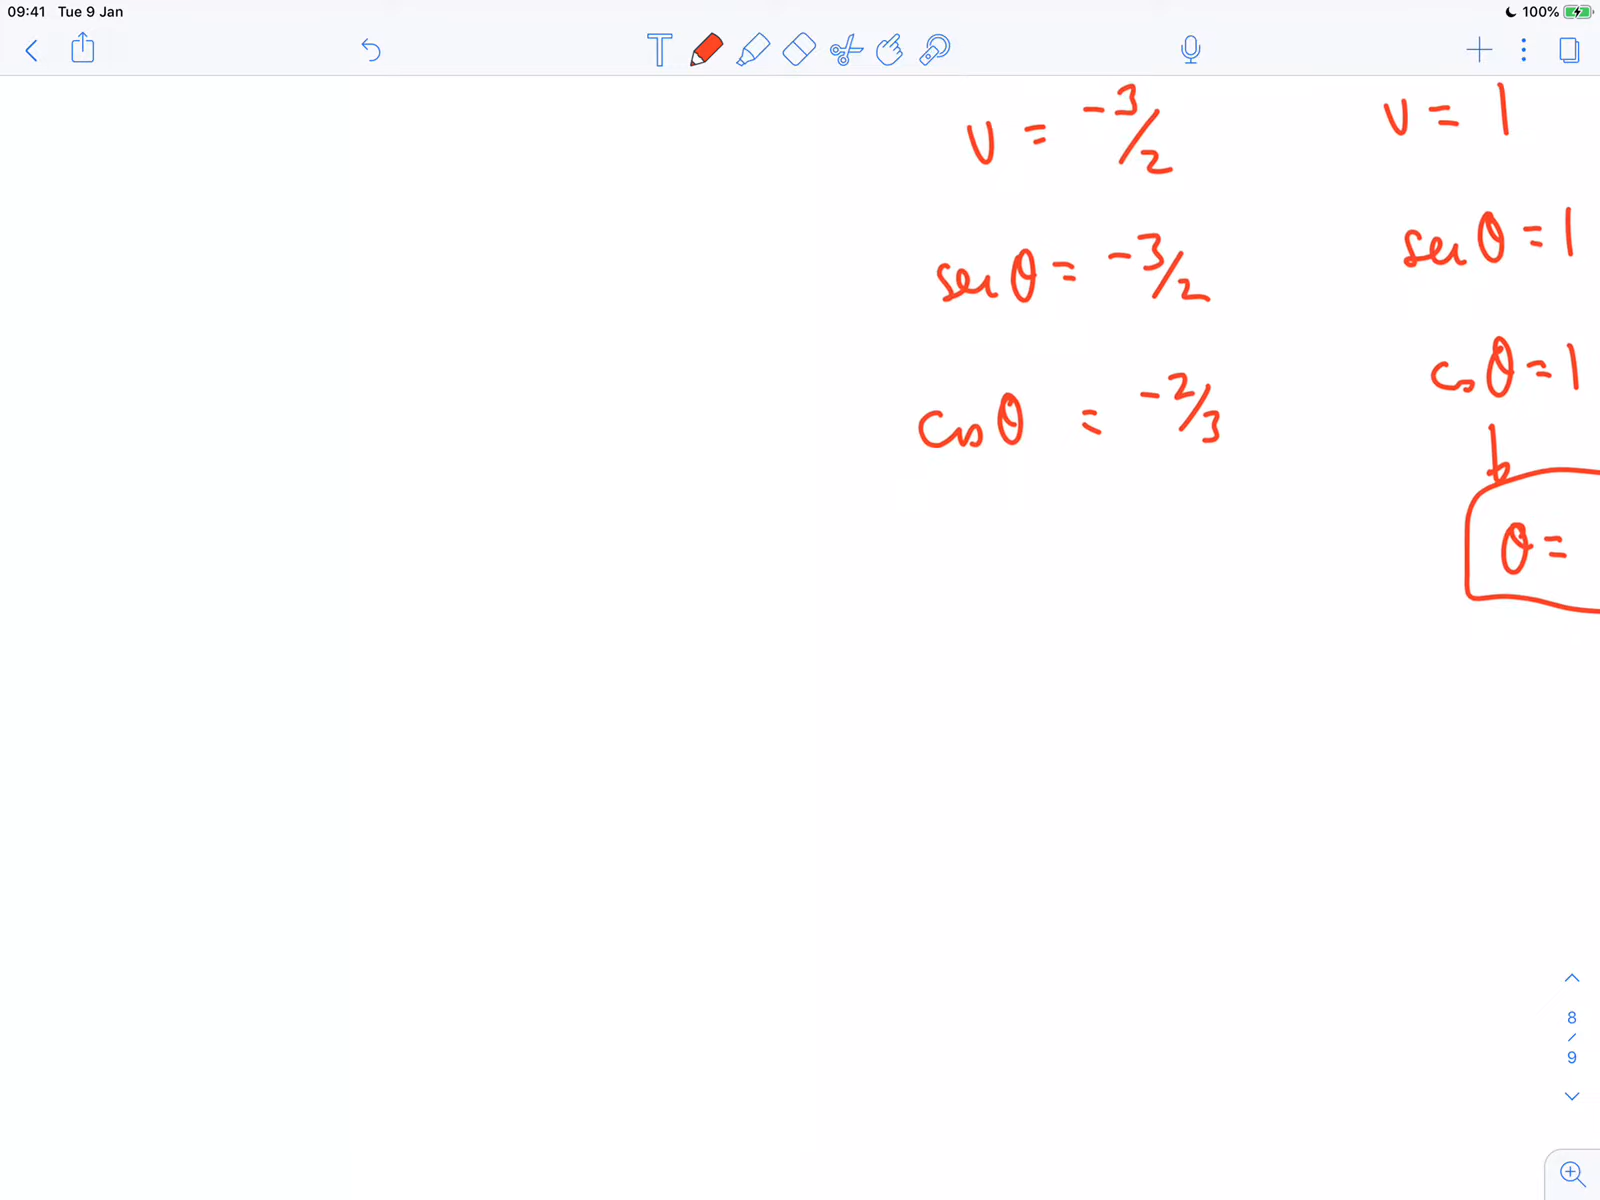 09:41 Tue 9 Jan
100%
v = -3/2
v = 1
sec θ = -3/2
sec θ = 1
cos θ = -2/3
cos θ = 1
θ =
8
/
9